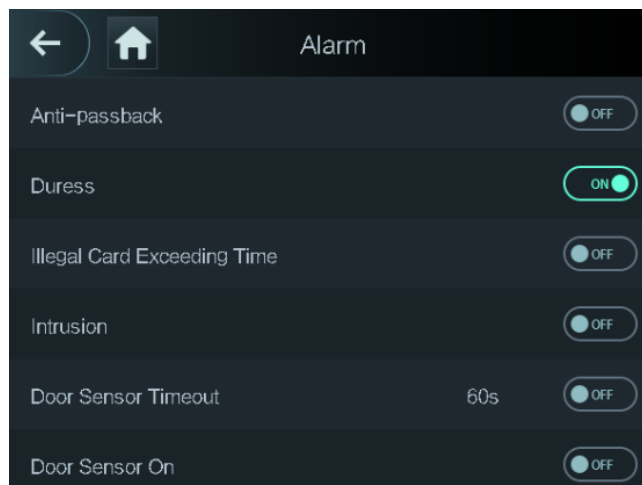 Alarm
Anti-passback OFF
Duress ON
Illegal Card Exceeding Time OFF
Intrusion OFF
Door Sensor Timeout 60s OFF
Door Sensor On OFF